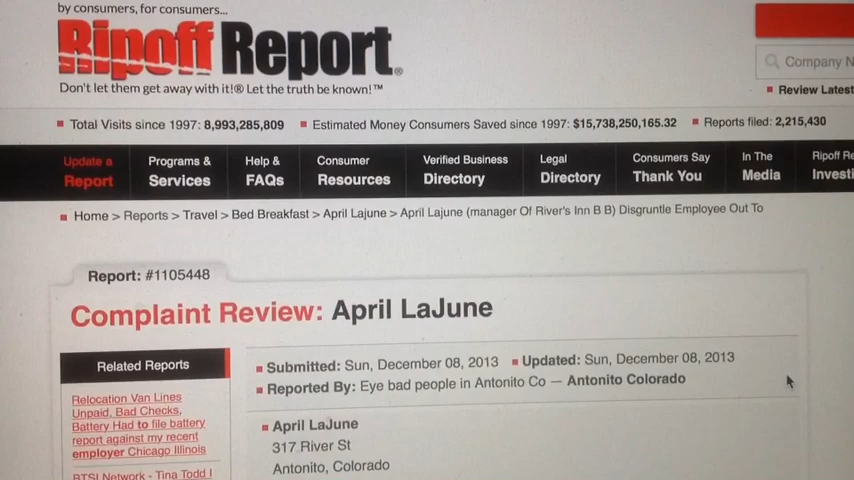 by consumers, for consumers...
Ripoff Report®
Don't let them get away with it!® Let the truth be known!™
Company N
Review Latest
Total Visits since 1997: 8,993,285,809 Estimated Money Consumers Saved since 1997: $15,738,250,165.32 Reports filed: 2,215,430
Update a Report
Programs & Services
Help & FAQs
Consumer Resources
Verified Business Directory
Legal Directory
Consumers Say Thank You
In The Media
Ripoff Re
Investi
Home > Reports > Travel > Bed Breakfast > April Lajune > April Lajune (manager Of River's Inn B B) Disgruntle Employee Out To
Report: #1105448
Complaint Review: April LaJune
Related Reports
Relocation Van Lines
Unpaid, Bad Checks,
Battery Had to file battery
report against my recent
employer Chicago Illinois
BTSI Network - Tina Todd I
Submitted: Sun, December 08, 2013 Updated: Sun, December 08, 2013
Reported By: Eye bad people in Antonito Co — Antonito Colorado
April LaJune
317 River St
Antonito, Colorado